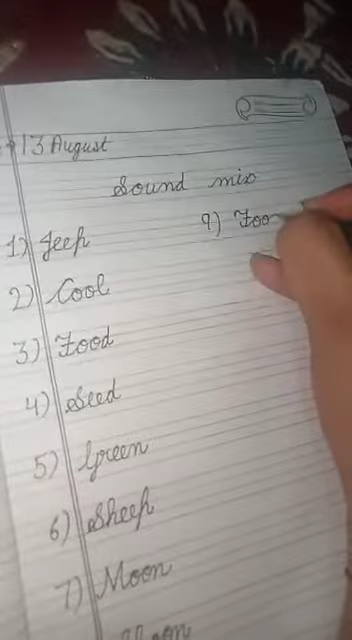 13 August
Sound mix
1) Jeep
2) Cool
3) Food
4) Seed
5) Green
6) Sheep
7) Moon
9) Foo